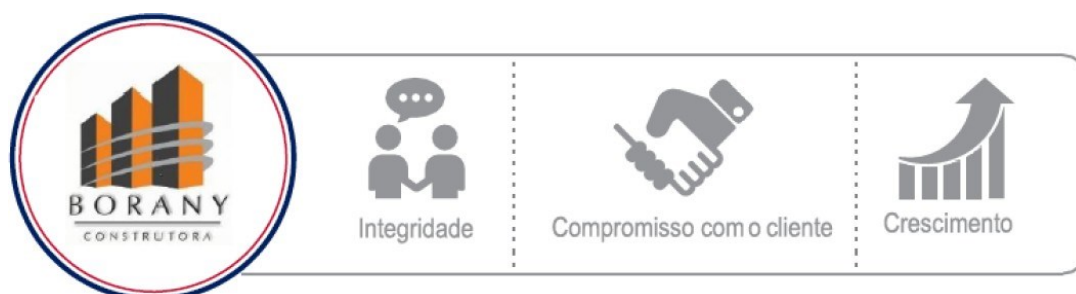 BORANY
CONSTRUTORA
Integridade
Compromisso com o cliente
Crescimento